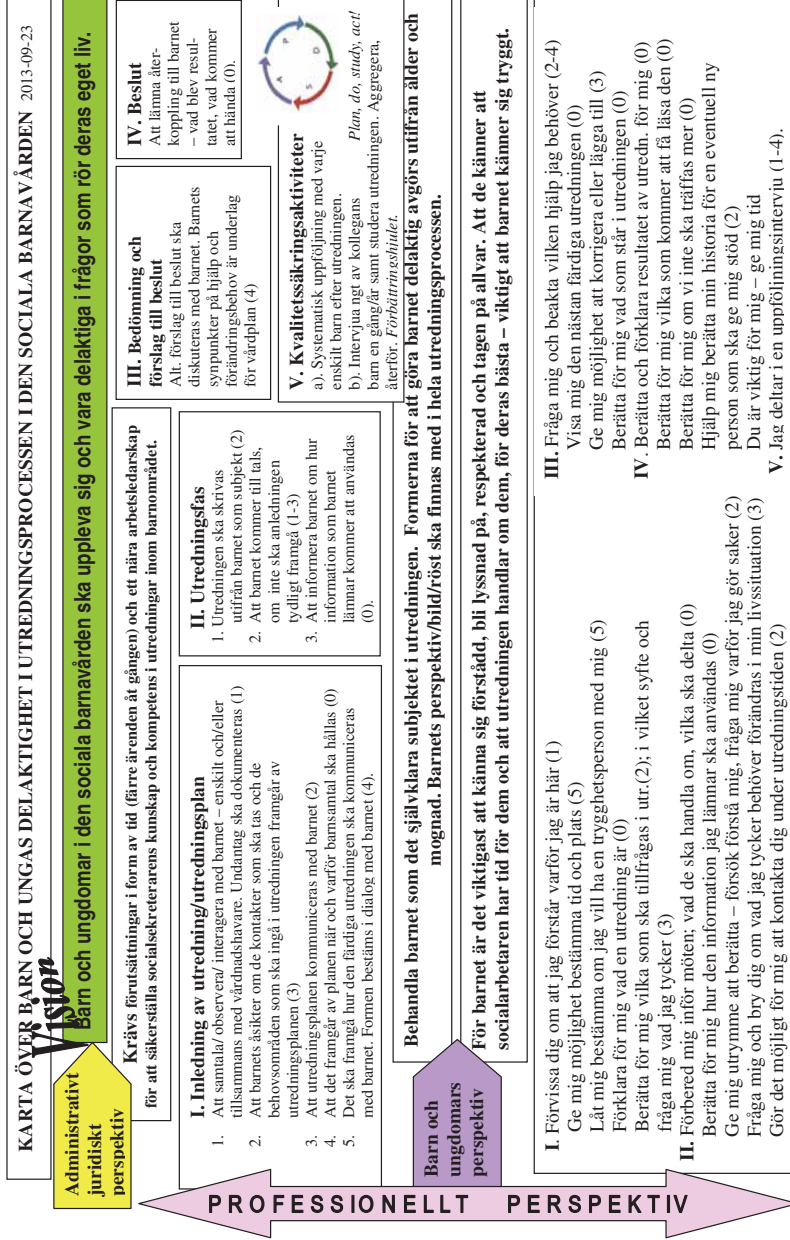 KARTA ÖVER BARN OCH UNGAS DELAKTIGHET I UTREDNINGSPROCESSEN I DEN SOCIALA BARNAVÅRDEN 2013-09-23
Vision
Administrativt
juridiskt
perspektiv
Barn och ungdomar i den sociala barnavården ska uppleva sig och vara delaktiga i frågor som rör deras eget liv.
Krävs förutsättningar i form av tid (färre ärenden åt gången) och ett nära arbetsledarskap
för att säkerställa socialsekreterarens kunskap och kompetens i utredningar inom barnområdet.
I. Inledning av utredning/utredningsplan
1. Att samtala/ observera/ interagera med barnet – enskilt och/eller
tillsammans med vårdnadshavare. Undantag ska dokumenteras (1)
2. Att barnets åsikter om de kontakter som ska tas och de
behovsområden som ska ingå i utredningen framgår av
utredningsplanen (3)
3. Att utredningsplanen kommuniceras med barnet (2)
4. Att det framgår av planen när och varför barnsamtal ska hållas (0)
5. Det ska framgå hur den färdiga utredningen ska kommuniceras
med barnet. Formen bestäms i dialog med barnet (4).
II. Utredningsfas
1. Utredningen ska skrivas
utifrån barnet som subjekt (2)
2. Att barnet kommer till tals,
om inte ska anledningen
tydligt framgå (1-3)
3. Att informera barnet om hur
information som barnet
lämnar kommer att användas
(0).
III. Bedömning och
förslag till beslut
Alt. förslag till beslut ska
diskuteras med barnet. Barnets
synpunkter på hjälp och
förändringsbehov är underlag
för vårdplan (4)
IV. Beslut
Att lämna åter-
koppling till barnet
– vad blev resul-
tatet, vad kommer
att hända (0).
V. Kvalitetssäkringsaktiviteter
a). Systematisk uppföljning med varje
enskilt barn efter utredningen.
b). Intervjua ngt av kollegans Plan, do, study, act!
barn en gång/år samt studera utredningen. Aggregera,
återför. Förbättringshjulet.
A
P
S
D
Behandla barnet som det självklara subjektet i utredningen. Formerna för att göra barnet delaktig avgörs utifrån ålder och
mognad. Barnets perspektiv/bild/röst ska finnas med i hela utredningsprocessen.
Barn och
ungdomars
perspektiv
För barnet är det viktigast att känna sig förstådd, bli lyssnad på, respekterad och tagen på allvar. Att de känner att
socialarbetaren har tid för dem och att utredningen handlar om dem, för deras bästa – viktigt att barnet känner sig tryggt.
I. Förvissa dig om att jag förstår varför jag är här (1)
Ge mig möjlighet bestämma tid och plats (5)
Låt mig bestämma om jag vill ha en trygghetsperson med mig (5)
Förklara för mig vad en utredning är (0)
Berätta för mig vilka som ska tillfrågas i utr.(2); i vilket syfte och
fråga mig vad jag tycker (3)
II. Förbered mig inför möten; vad de ska handla om, vilka ska delta (0)
Berätta för mig hur den information jag lämnar ska användas (0)
Ge mig utrymme att berätta – försök förstå mig, fråga mig varför jag gör saker (2)
Fråga mig och bry dig om vad jag tycker behöver förändras i min livssituation (3)
Gör det möjligt för mig att kontakta dig under utredningstiden (2)
III. Fråga mig och beakta vilken hjälp jag behöver (2-4)
Visa mig den nästan färdiga utredningen (0)
Ge mig möjlighet att korrigera eller lägga till (3)
Berätta för mig vad som står i utredningen (0)
IV. Berätta och förklara resultatet av utredn. för mig (0)
Berätta för mig vilka som kommer att få läsa den (0)
Berätta för mig om vi inte ska träffas mer (0)
Hjälp mig berätta min historia för en eventuell ny
person som ska ge mig stöd (2)
Du är viktig för mig – ge mig tid
V. Jag deltar i en uppföljningsintervju (1-4).
PROFESSIONELLT PERSPEKTIV